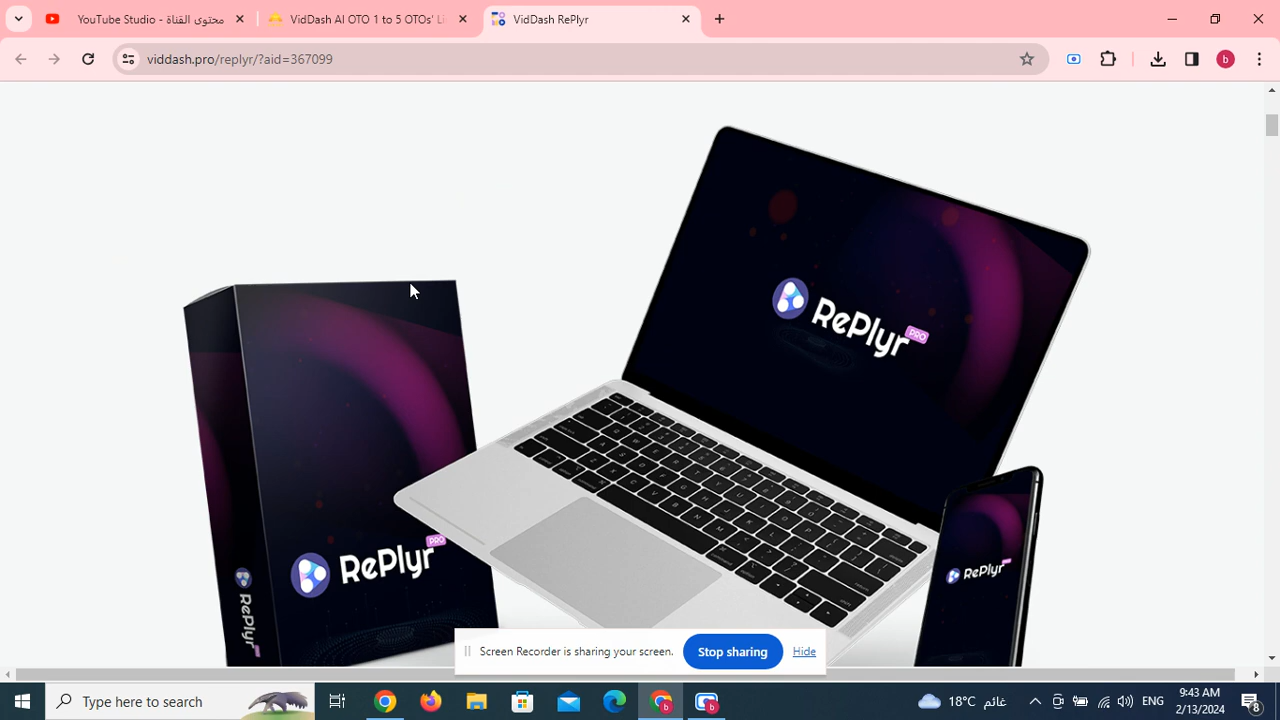 YouTube Studio - محتوى القناة
VidDash AI OTO 1 to 5 OTOs' Li
VidDash RePlyr
viddash.pro/replyr/?aid=367099
b
RePlyr PRO
RePlyr PRO
RePlyr
RePlyr
Screen Recorder is sharing your screen.
Stop sharing
Hide
Type here to search
18°C غائم
ENG
9:43 AM
2/13/2024
8